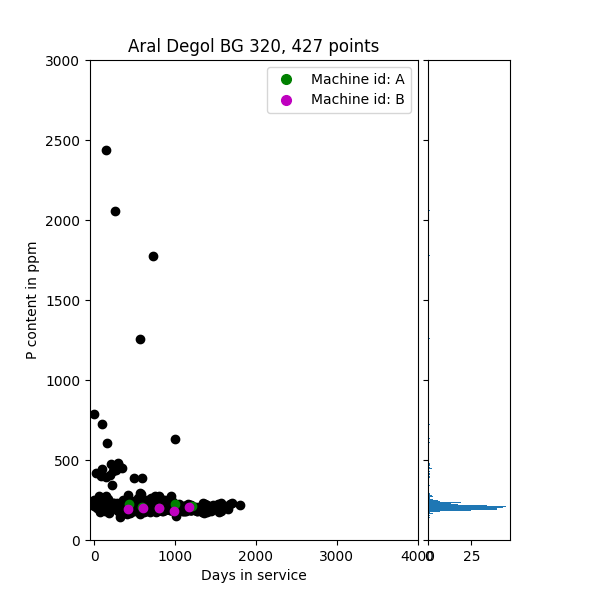 Aral Degol BG 320, 427 points
3000
2500
2000
1500
1000
500
0
P content in ppm
Machine id: A
Machine id: B
0 1000 2000 3000 4000
Days in service
0 25